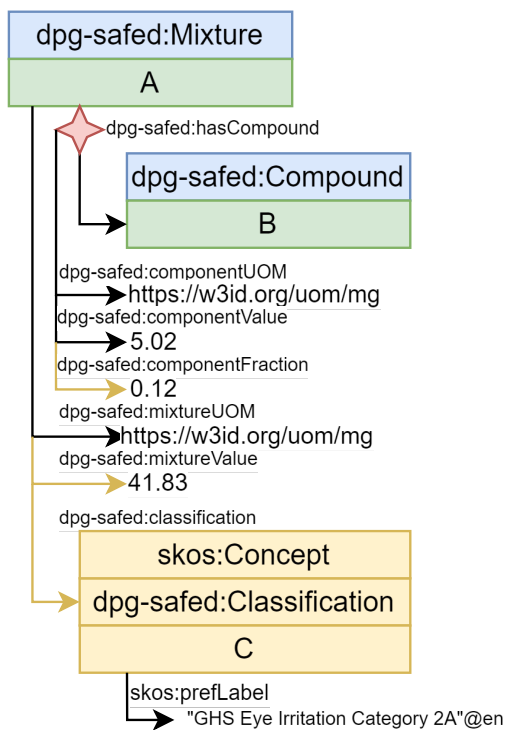 dpg-safed:Mixture
A
dpg-safed:hasCompound
dpg-safed:Compound
B
dpg-safed:componentUOM
https://w3id.org/uom/mg
dpg-safed:componentValue
5.02
dpg-safed:componentFraction
0.12
dpg-safed:mixtureUOM
https://w3id.org/uom/mg
dpg-safed:mixtureValue
41.83
dpg-safed:classification
skos:Concept
dpg-safed:Classification
C
skos:prefLabel
"GHS Eye Irritation Category 2A"@en